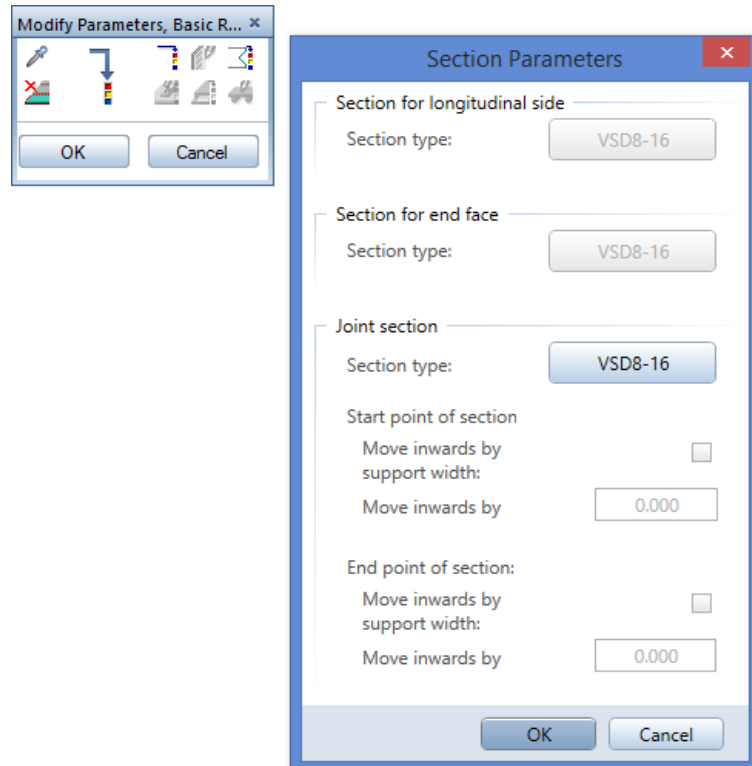 Modify Parameters, Basic R... ×
OK
Cancel
Section Parameters
×
Section for longitudinal side
Section type:
VSD8-16
Section for end face
Section type:
VSD8-16
Joint section
Section type:
VSD8-16
Start point of section
Move inwards by
support width:
Move inwards by
0.000
End point of section:
Move inwards by
support width:
Move inwards by
0.000
OK
Cancel